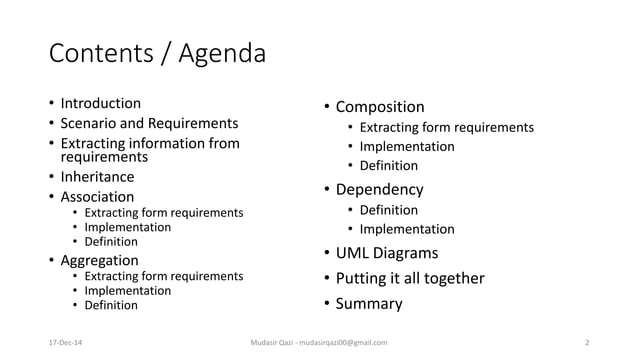 Contents / Agenda
• Introduction
• Scenario and Requirements
• Extracting information from
requirements
• Inheritance
• Association
• Extracting form requirements
• Implementation
• Definition
• Aggregation
• Extracting form requirements
• Implementation
• Definition
• Composition
• Extracting form requirements
• Implementation
• Definition
• Dependency
• Definition
• Implementation
• UML Diagrams
• Putting it all together
• Summary
17-Dec-14
Mudasir Qazi - mudasirqazi00@gmail.com
2